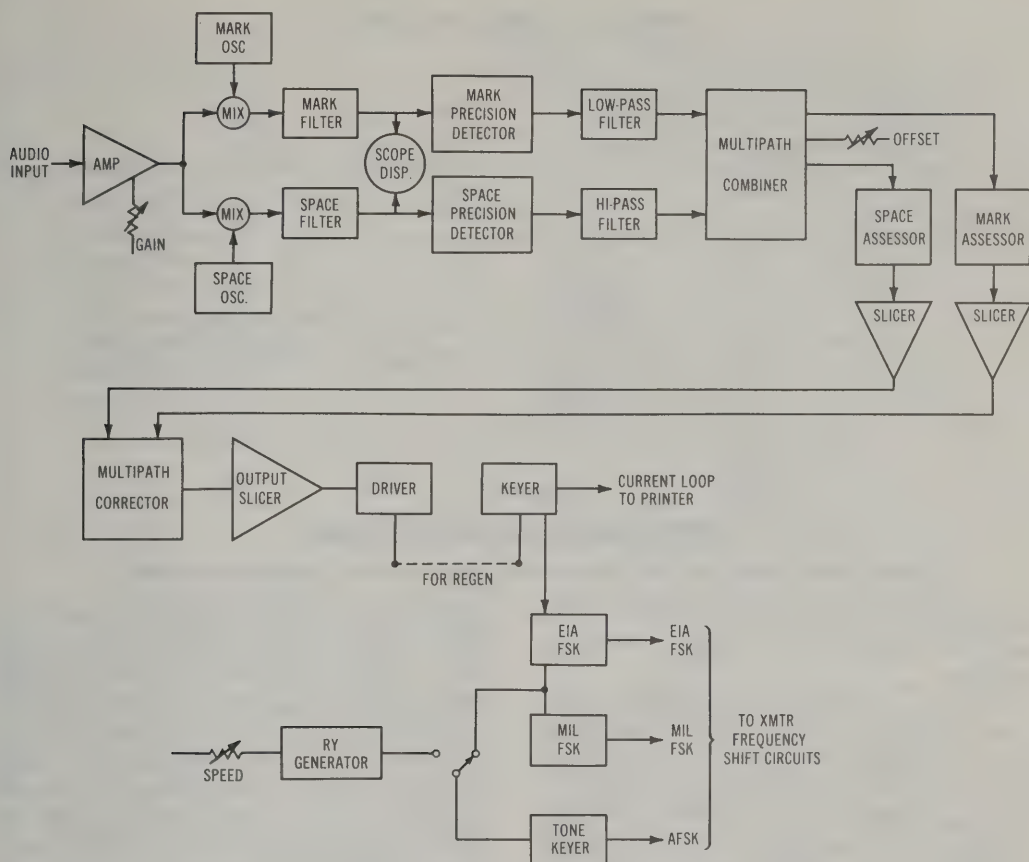 MARK
OSC
MIX
MARK
FILTER
MARK
PRECISION
DETECTOR
LOW-PASS
FILTER
MULTIPATH
COMBINER
OFFSET
AUDIO
INPUT
AMP
GAIN
SCOPE
DISP.
MIX
SPACE
FILTER
SPACE
PRECISION
DETECTOR
HI-PASS
FILTER
SPACE
ASSESSOR
MARK
ASSESSOR
SPACE
OSC.
SLICER
SLICER
MULTIPATH
CORRECTOR
OUTPUT
SLICER
DRIVER
KEYER
CURRENT LOOP
TO PRINTER
FOR REGEN
EIA
FSK
EIA
FSK
MIL
FSK
MIL
FSK
TO XMTR
FREQUENCY
SHIFT CIRCUITS
SPEED
RY
GENERATOR
TONE
KEYER
AFSK